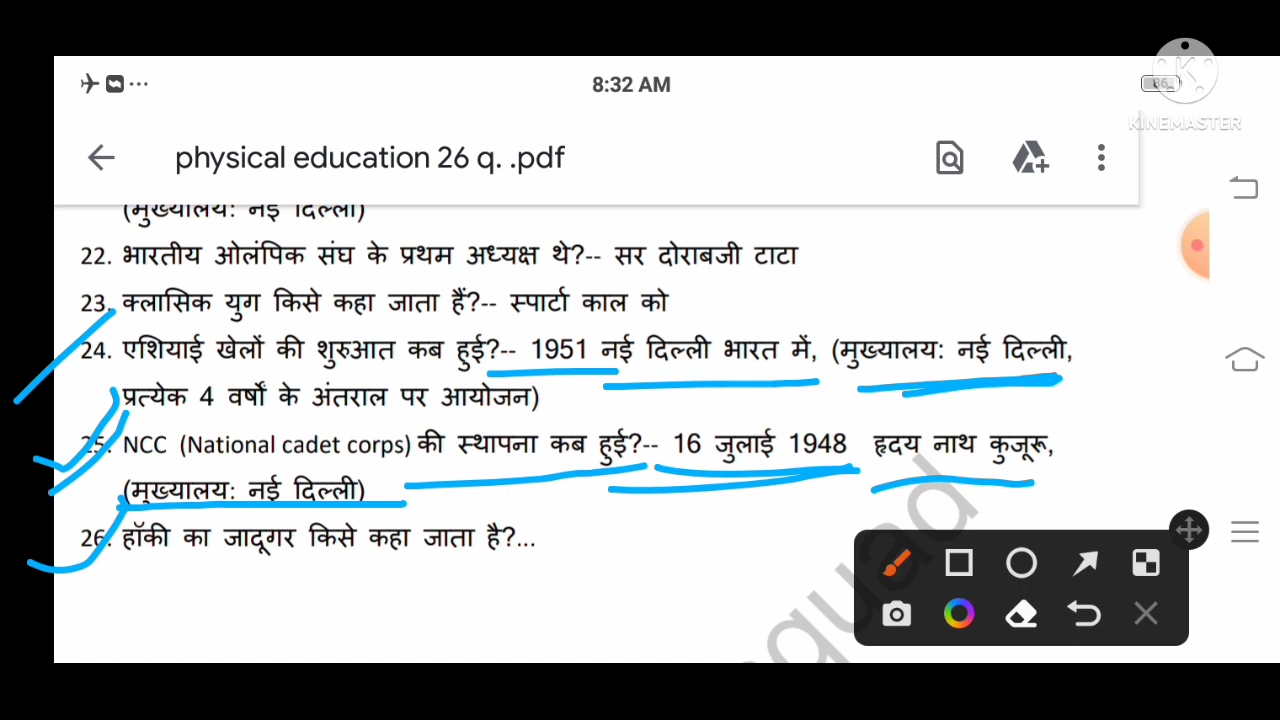 8:32 AM
86
KINEMASTER
physical education 26 q. .pdf
(मुख्यालय: नई दिल्ली)
22. भारतीय ओलंपिक संघ के प्रथम अध्यक्ष थे?-- सर दोराबजी टाटा
23. क्लासिक युग किसे कहा जाता हैं?-- स्पार्टा काल को
24. एशियाई खेलों की शुरुआत कब हुई?-- 1951 नई दिल्ली भारत में, (मुख्यालय: नई दिल्ली,
प्रत्येक 4 वर्षों के अंतराल पर आयोजन)
25. NCC (National cadet corps) की स्थापना कब हुई?-- 16 जुलाई 1948 हृदय नाथ कुजूरू,
(मुख्यालय: नई दिल्ली)
26. हॉकी का जादूगर किसे कहा जाता है?...
quad